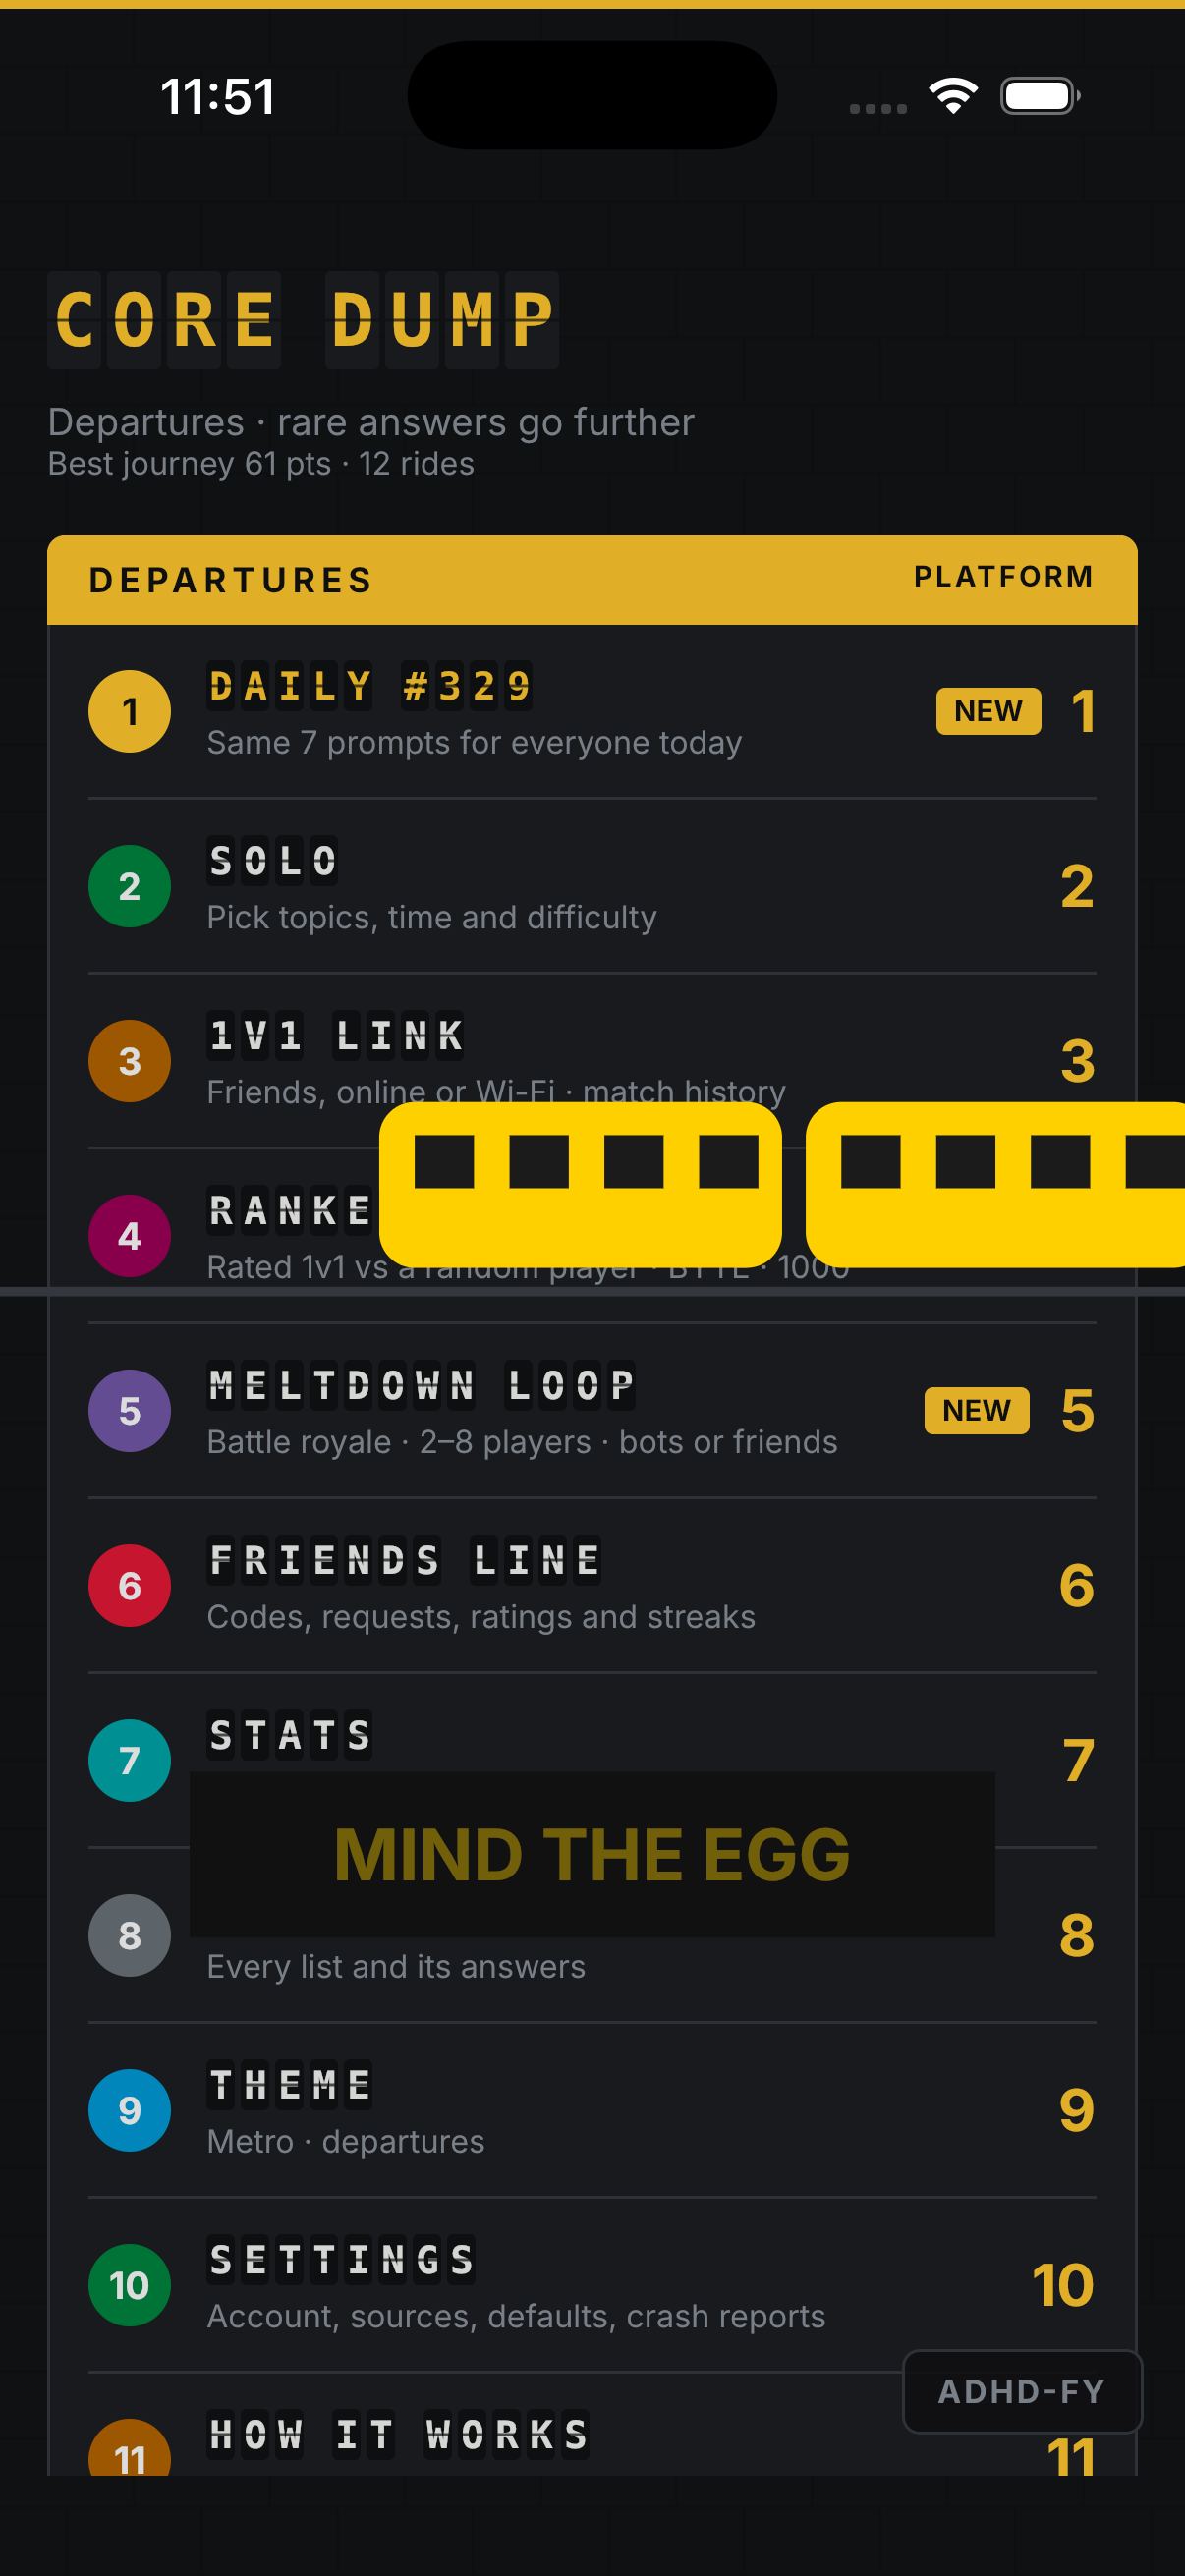 11:51
CORE DUMP
Departures · rare answers go further
Best journey 61 pts · 12 rides
DEPARTURES PLATFORM
1 DAILY #329 NEW 1
Same 7 prompts for everyone today
2 SOLO 2
Pick topics, time and difficulty
3 1V1 LINK 3
Friends, online or Wi-Fi · match history
4 RANKE
Rated 1v1 vs a random player · BYTE · 1000
5 MELTDOWN LOOP NEW 5
Battle royale · 2–8 players · bots or friends
6 FRIENDS LINE 6
Codes, requests, ratings and streaks
7 STATS 7
MIND THE EGG
8 8
Every list and its answers
9 THEME 9
Metro · departures
10 SETTINGS 10
Account, sources, defaults, crash reports
ADHD-FY
11 HOW IT WORKS 11